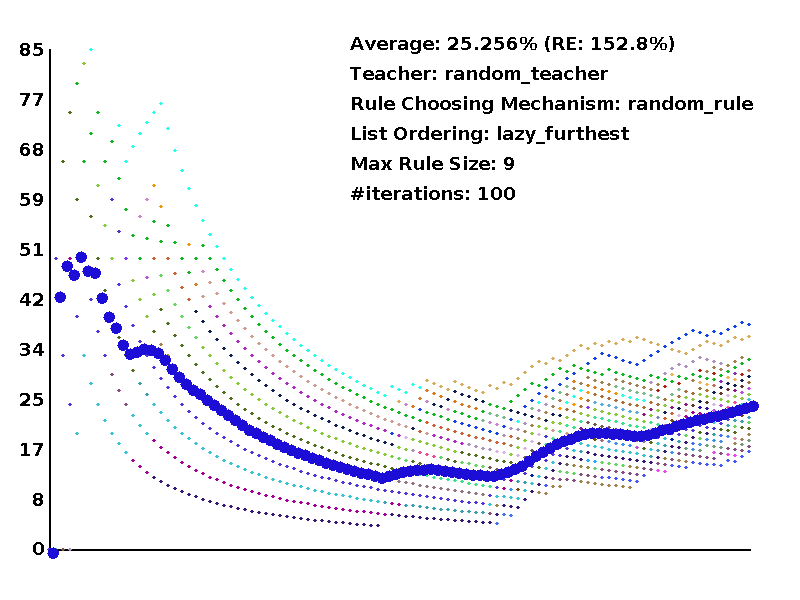 Average: 25.256% (RE: 152.8%)
Teacher: random_teacher
Rule Choosing Mechanism: random_rule
List Ordering: lazy_furthest
Max Rule Size: 9
#iterations: 100
85
77
68
59
51
42
34
25
17
8
0